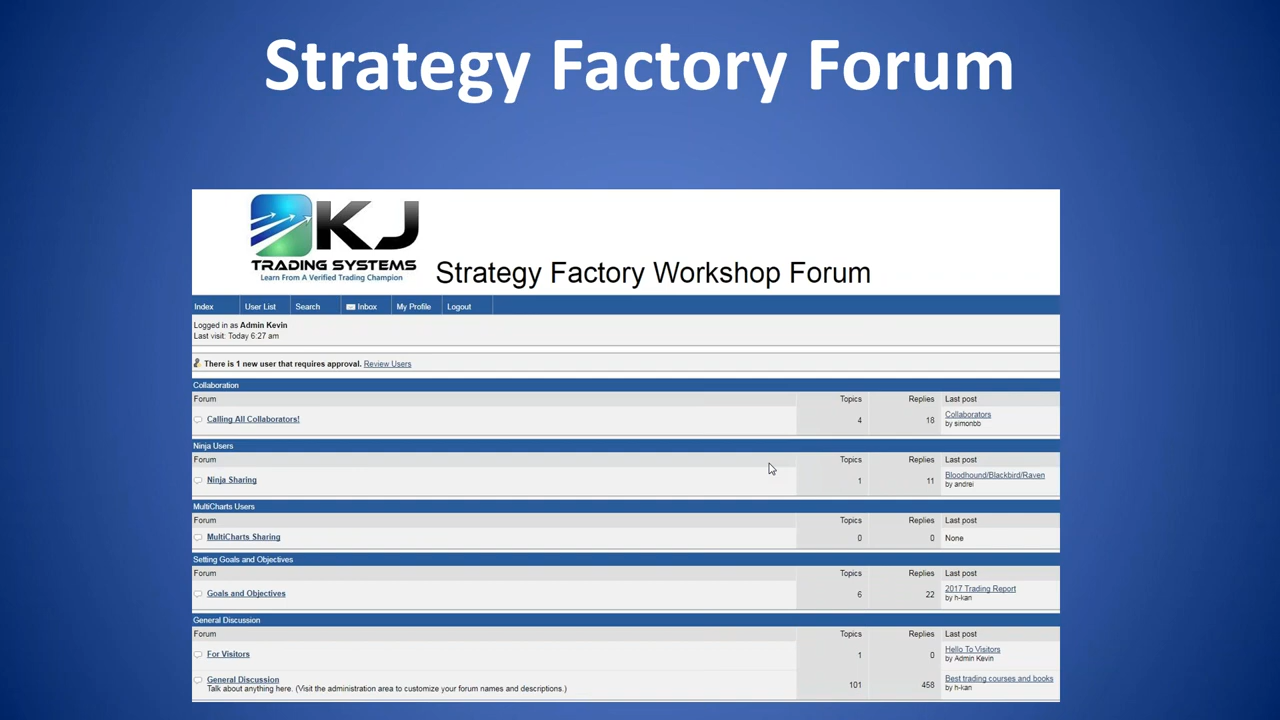 Strategy Factory Forum
KJ
TRADING SYSTEMS
Learn From A Verified Trading Champion
Strategy Factory Workshop Forum
Index User List Search Inbox My Profile Logout
Logged in as Admin Kevin
Last visit: Today 6:27 am
There is 1 new user that requires approval. Review Users
Collaboration
Forum Topics Replies Last post
Calling All Collaborators! 4 18 Collaborators
by simonbb
Ninja Users
Forum Topics Replies Last post
Ninja Sharing 1 11 Bloodhound/Blackbird/Raven
by andrei
MultiCharts Users
Forum Topics Replies Last post
MultiCharts Sharing 0 0 None
Setting Goals and Objectives
Forum Topics Replies Last post
Goals and Objectives 6 22 2017 Trading Report
by h-kan
General Discussion
Forum Topics Replies Last post
For Visitors 1 0 Hello To Visitors
by Admin Kevin
General Discussion 101 458 Best trading courses and books
Talk about anything here. (Visit the administration area to customize your forum names and descriptions.) by h-kan